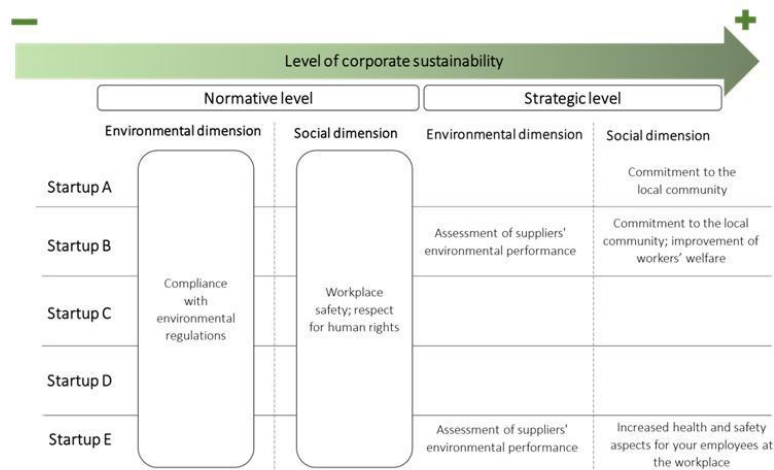 Level of corporate sustainability
Normative level
Strategic level
Environmental dimension
Social dimension
Environmental dimension
Social dimension
Startup A
Commitment to the
local community
Startup B
Assessment of suppliers'
environmental performance
Commitment to the local
community; improvement of
workers' welfare
Compliance
with
environmental
regulations
Workplace
safety; respect
for human rights
Startup C
Startup D
Startup E
Assessment of suppliers'
environmental performance
Increased health and safety
aspects for your employees at
the workplace